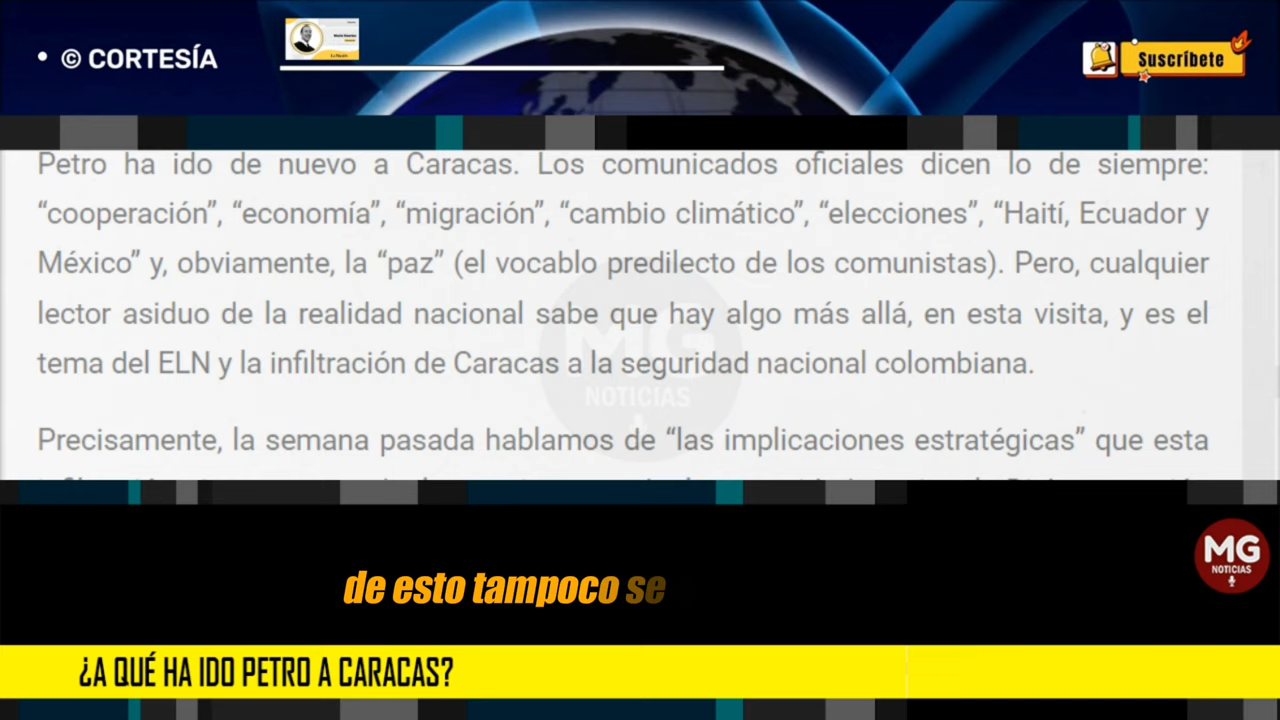 • © CORTESÍA
Suscríbete
Petro ha ido de nuevo a Caracas. Los comunicados oficiales dicen lo de siempre:
“cooperación”, “economía”, “migración”, “cambio climático”, “elecciones”, “Haití, Ecuador y
México” y, obviamente, la “paz” (el vocablo predilecto de los comunistas). Pero, cualquier
lector asiduo de la realidad nacional sabe que hay algo más allá, en esta visita, y es el
tema del ELN y la infiltración de Caracas a la seguridad nacional colombiana.
MG
NOTICIAS
Precisamente, la semana pasada hablamos de “las implicaciones estratégicas” que esta
de esto tampoco se
MG
NOTICIAS
¿A QUÉ HA IDO PETRO A CARACAS?